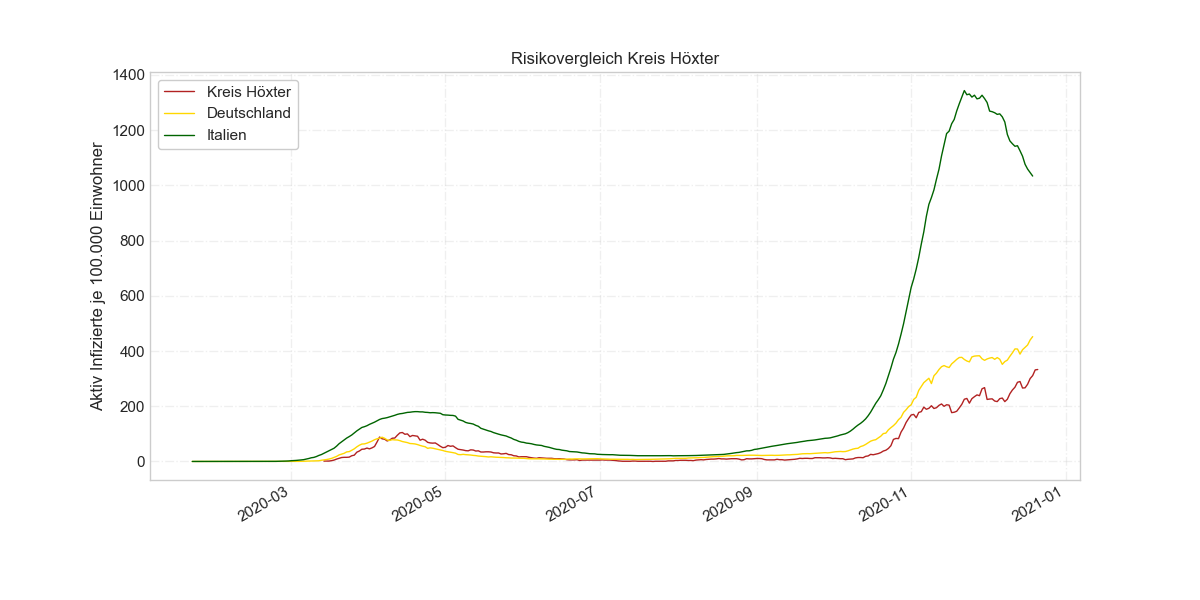 Risikovergleich Kreis Höxter
Kreis Höxter
Deutschland
Italien
Aktiv Infizierte je 100.000 Einwohner
1400
1200
1000
800
600
400
200
0
2020-03
2020-05
2020-07
2020-09
2020-11
2021-01